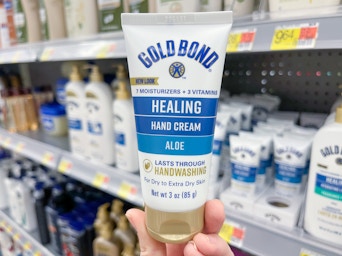 GOLD BOND
NEW LOOK
7 MOISTURIZERS + 3 VITAMINS
HEALING
HAND CREAM
ALOE
LASTS THROUGH
HANDWASHING
For Dry to Extra Dry Skin
Net wt 3 oz (85 g)